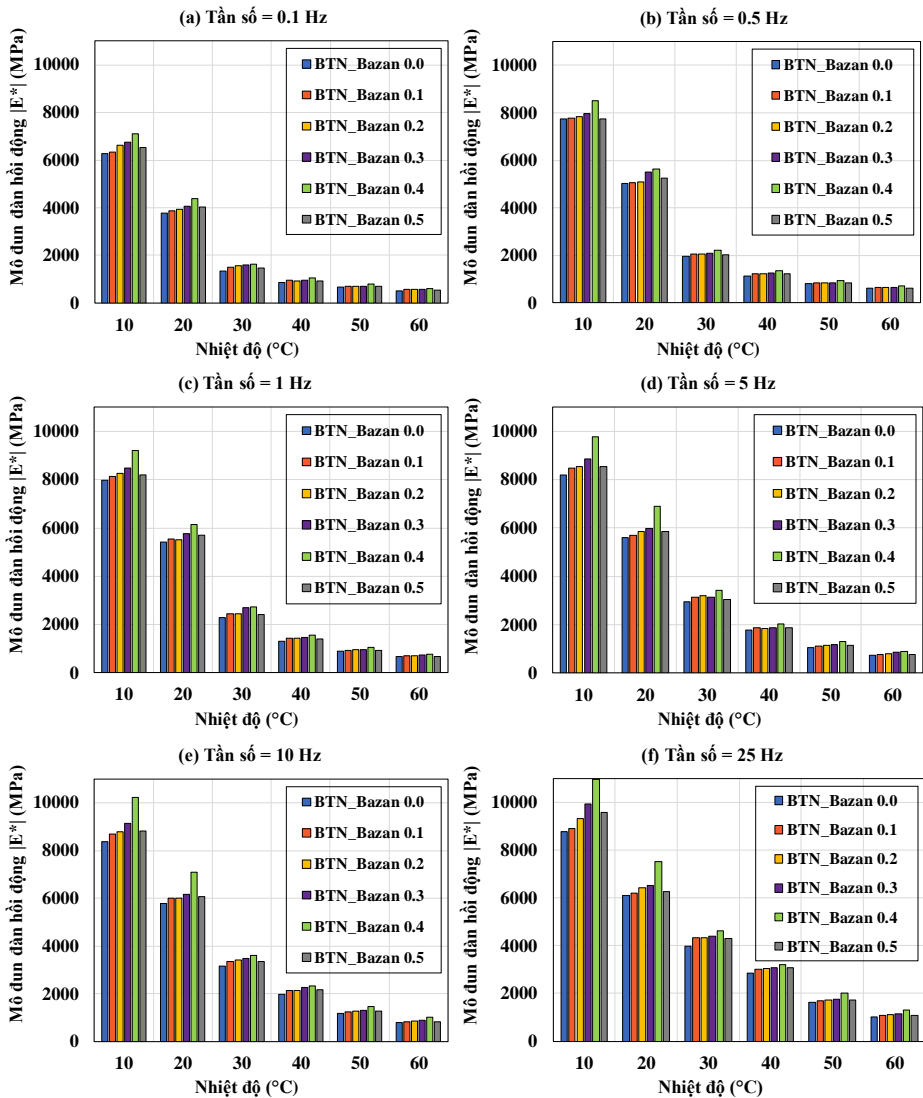 (a) Tần số = 0.1 Hz
Mô đun đàn hồi động |E*| (MPa)
10000
8000
6000
4000
2000
0
BTN_Bazan 0.0
BTN_Bazan 0.1
BTN_Bazan 0.2
BTN_Bazan 0.3
BTN_Bazan 0.4
BTN_Bazan 0.5
10 20 30 40 50 60
Nhiệt độ (°C)
(b) Tần số = 0.5 Hz
Mô đun đàn hồi động |E*| (MPa)
10000
8000
6000
4000
2000
0
BTN_Bazan 0.0
BTN_Bazan 0.1
BTN_Bazan 0.2
BTN_Bazan 0.3
BTN_Bazan 0.4
BTN_Bazan 0.5
10 20 30 40 50 60
Nhiệt độ (°C)
(c) Tần số = 1 Hz
Mô đun đàn hồi động |E*| (MPa)
10000
8000
6000
4000
2000
0
BTN_Bazan 0.0
BTN_Bazan 0.1
BTN_Bazan 0.2
BTN_Bazan 0.3
BTN_Bazan 0.4
BTN_Bazan 0.5
10 20 30 40 50 60
Nhiệt độ (°C)
(d) Tần số = 5 Hz
Mô đun đàn hồi động |E*| (MPa)
10000
8000
6000
4000
2000
0
BTN_Bazan 0.0
BTN_Bazan 0.1
BTN_Bazan 0.2
BTN_Bazan 0.3
BTN_Bazan 0.4
BTN_Bazan 0.5
10 20 30 40 50 60
Nhiệt độ (°C)
(e) Tần số = 10 Hz
Mô đun đàn hồi động |E*| (MPa)
10000
8000
6000
4000
2000
0
BTN_Bazan 0.0
BTN_Bazan 0.1
BTN_Bazan 0.2
BTN_Bazan 0.3
BTN_Bazan 0.4
BTN_Bazan 0.5
10 20 30 40 50 60
Nhiệt độ (°C)
(f) Tần số = 25 Hz
Mô đun đàn hồi động |E*| (MPa)
10000
8000
6000
4000
2000
0
BTN_Bazan 0.0
BTN_Bazan 0.1
BTN_Bazan 0.2
BTN_Bazan 0.3
BTN_Bazan 0.4
BTN_Bazan 0.5
10 20 30 40 50 60
Nhiệt độ (°C)